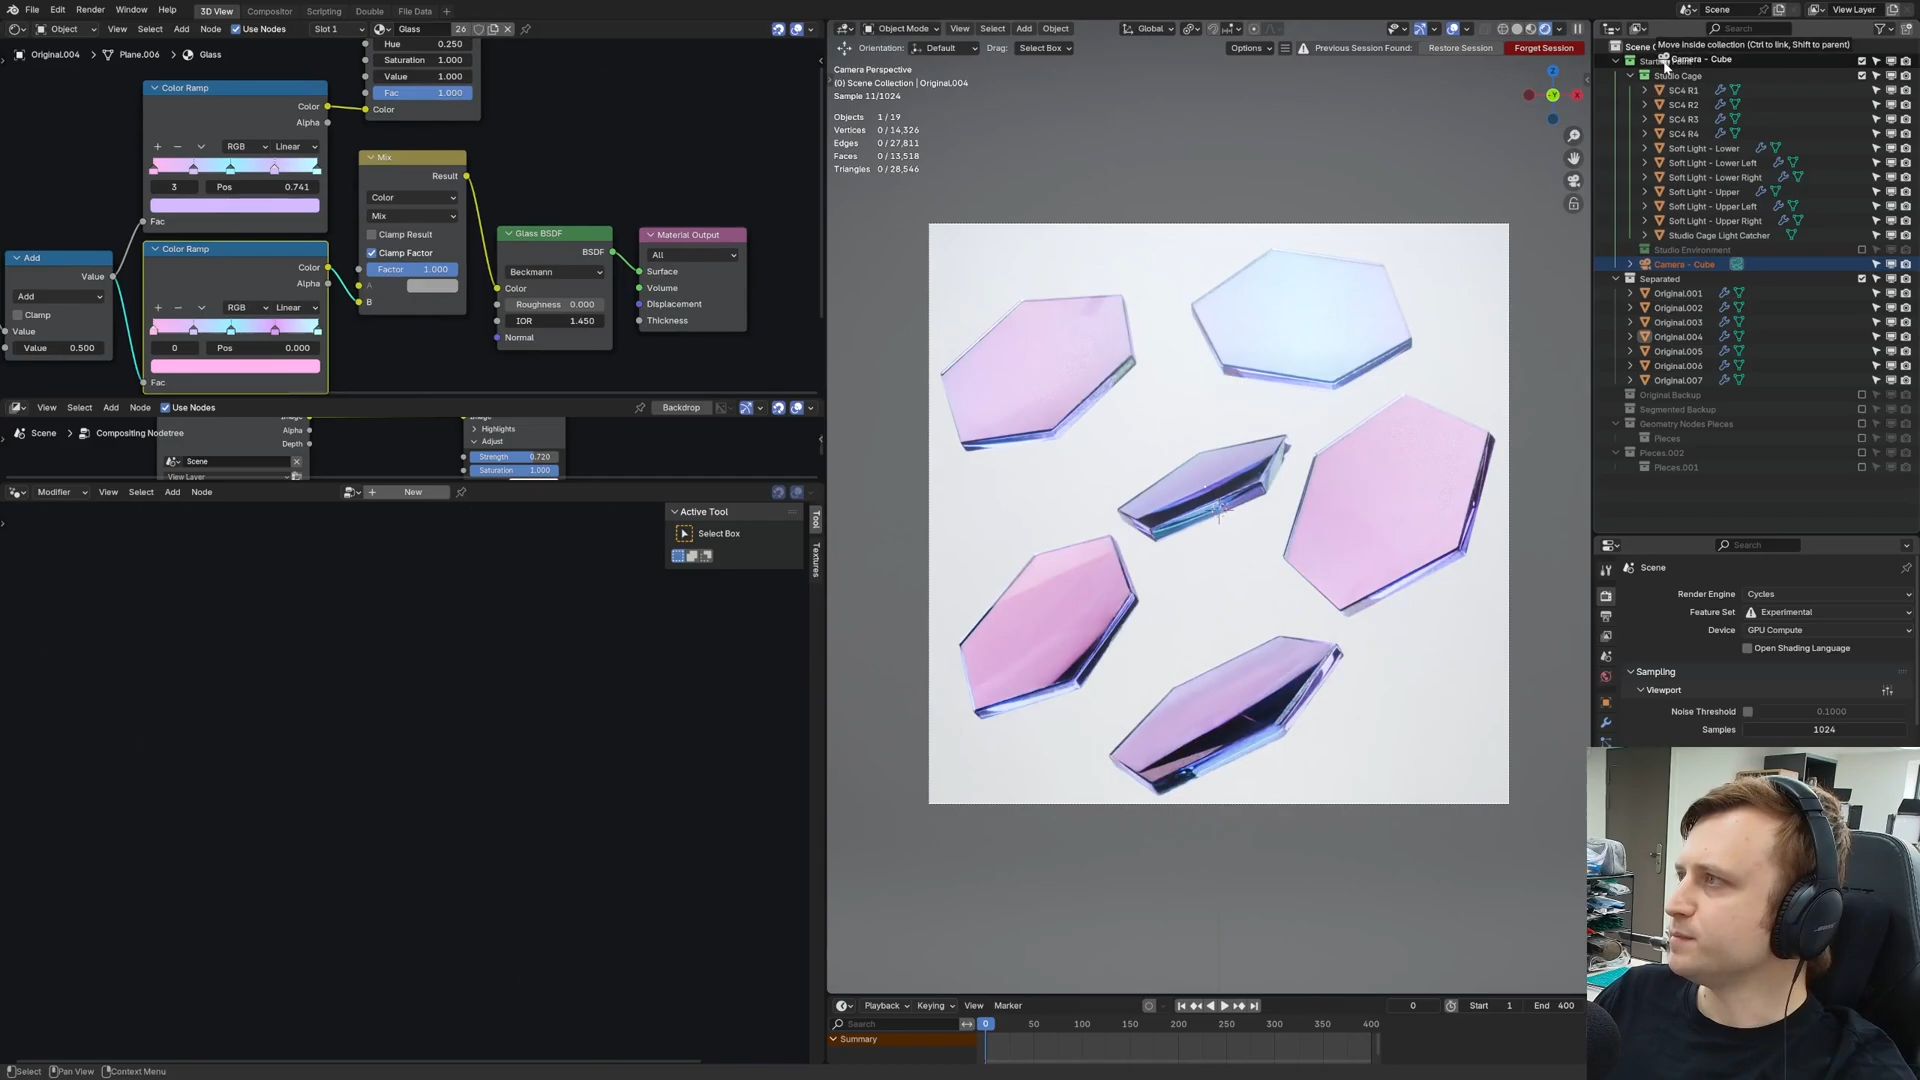 File Edit Render Window Help 3D View Compositor Scripting Double File Data + Scene View Layer
Object View Select Add Node Use Nodes Slot 1 Glass 26
Original.004 > Plane.006 > Glass
Hue 0.250
Saturation 1.000
Value 1.000
Fac 1.000
Color
Color Ramp
Color
Alpha
RGB Linear
3 Pos 0.741
Fac
Color Ramp
Color
Alpha
RGB Linear
0 Pos 0.000
Fac
Add
Value
Add
Clamp
Value
Value 0.500
Mix
Result
Color
Mix
Clamp Result
Clamp Factor
Factor 1.000
A
B
Glass BSDF
BSDF
Beckmann
Color
Roughness 0.000
IOR 1.450
Normal
Material Output
All
Surface
Volume
Displacement
Thickness
View Select Add Node Use Nodes Backdrop
Scene > Compositing Nodetree
Image
Alpha
Depth
Scene
View Layer
Highlights
Adjust
Strength 0.720
Saturation 1.000
Modifier View Select Add Node + New
Active Tool
Select Box
Tool
Textures
Object Mode View Select Add Object Global
Orientation: Default Drag: Select Box Options Previous Session Found: Restore Session Forget Session
Camera Perspective
(0) Scene Collection | Original.004
Sample 11/1024
Objects 1 / 19
Vertices 0 / 14,326
Edges 0 / 27,811
Faces 0 / 13,518
Triangles 0 / 28,546
X
-Y
Z
Playback Keying View Marker 0 Start 1 End 400
Search 0 50 100 150 200 250 300 350 400
Summary
Search
Scene
Move inside collection (Ctrl to link, Shift to parent)
Camera - Cube
Studio Cage
SC4 R1
SC4 R2
SC4 R3
SC4 R4
Soft Light - Lower
Soft Light - Lower Left
Soft Light - Lower Right
Soft Light - Upper
Soft Light - Upper Left
Soft Light - Upper Right
Studio Cage Light Catcher
Studio Environment
Camera - Cube
Separated
Original.001
Original.002
Original.003
Original.004
Original.005
Original.006
Original.007
Original Backup
Segmented Backup
Geometry Nodes Pieces
Pieces
Pieces.002
Pieces.001
Search
Scene
Render Engine Cycles
Feature Set Experimental
Device GPU Compute
Open Shading Language
Sampling
Viewport
Noise Threshold 0.1000
Samples 1024
Select Pan View Context Menu